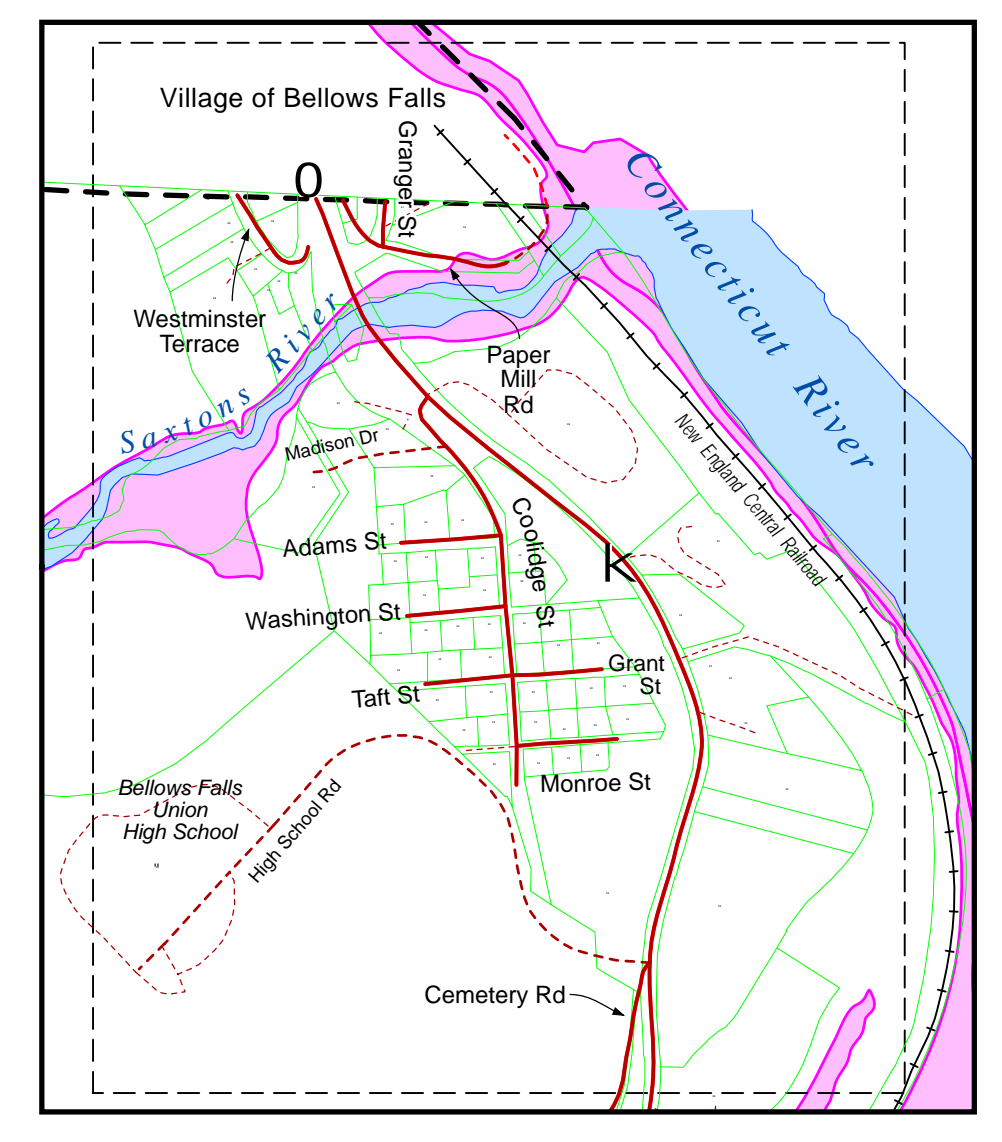 Village of Bellows Falls
Granger St
0
Connecticut River
Westminster
Terrace
Saxtons River
Paper
Mill
Rd
Madison Dr
New England Central Railroad
Coolidge St
Adams St
K
Washington St
Grant
St
Taft St
Monroe St
Bellows Falls
Union
High School
High School Rd
Cemetery Rd